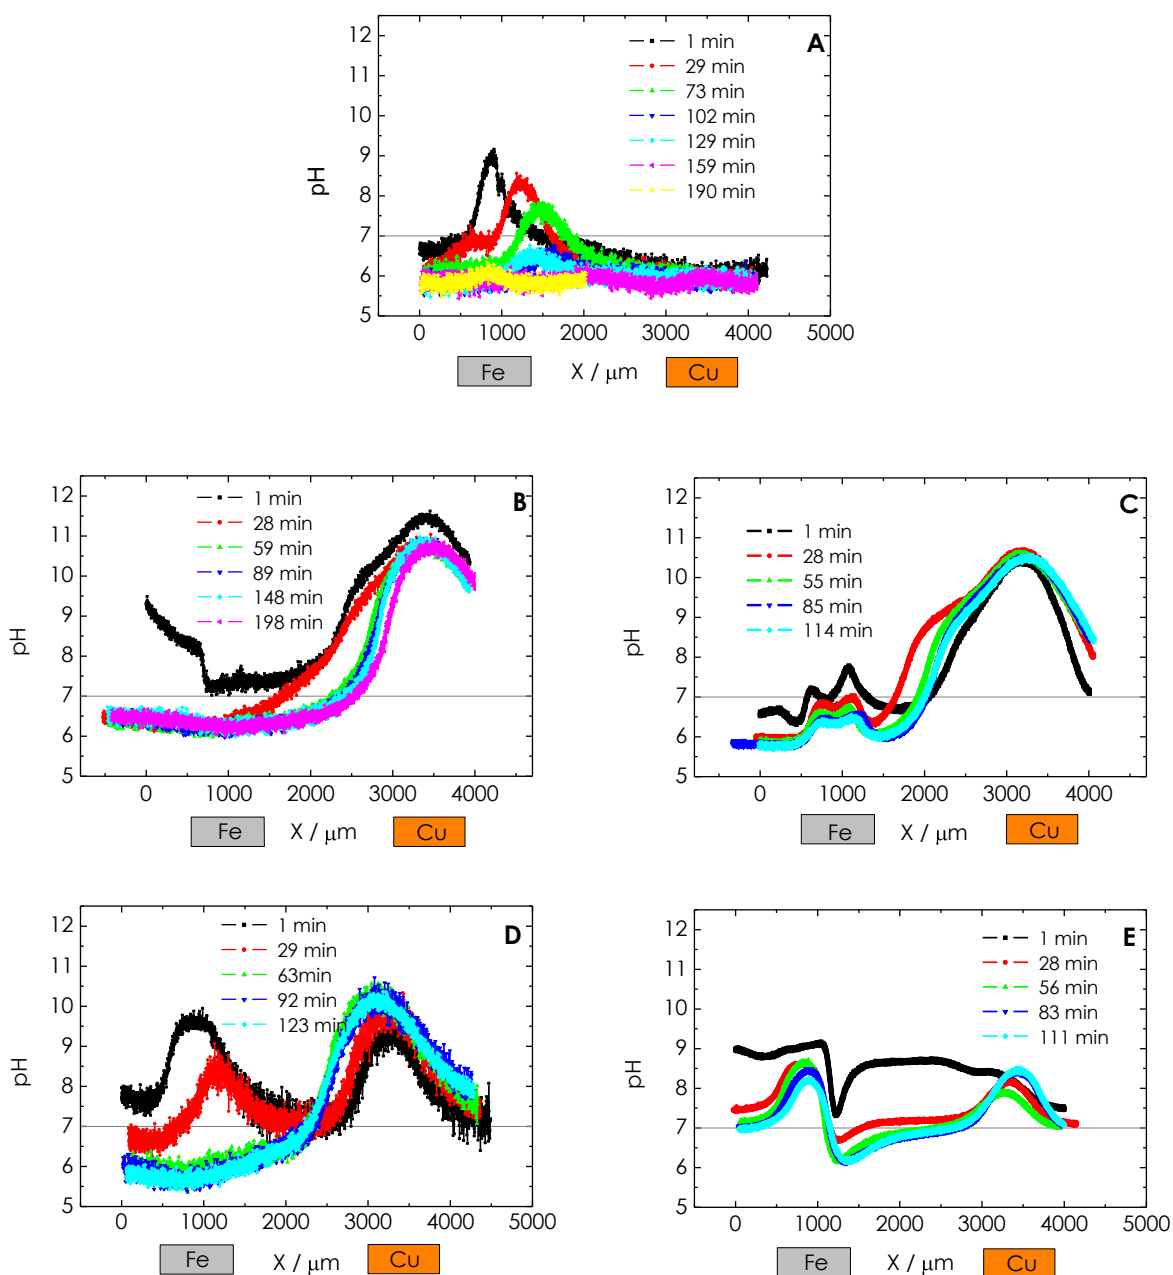 A
1 min
29 min
73 min
102 min
129 min
159 min
190 min
12
11
10
9
8
7
6
5
pH
0 1000 2000 3000 4000 5000
Fe X / μm Cu
B
1 min
28 min
59 min
89 min
148 min
198 min
12
11
10
9
8
7
6
5
pH
0 1000 2000 3000 4000
Fe X / μm Cu
C
1 min
28 min
55 min
85 min
114 min
12
11
10
9
8
7
6
5
pH
0 1000 2000 3000 4000
Fe X / μm Cu
D
1 min
29 min
63min
92 min
123 min
12
11
10
9
8
7
6
5
pH
0 1000 2000 3000 4000 5000
Fe X / μm Cu
E
1 min
28 min
56 min
83 min
111 min
12
11
10
9
8
7
6
5
pH
0 1000 2000 3000 4000 5000
Fe X / μm Cu